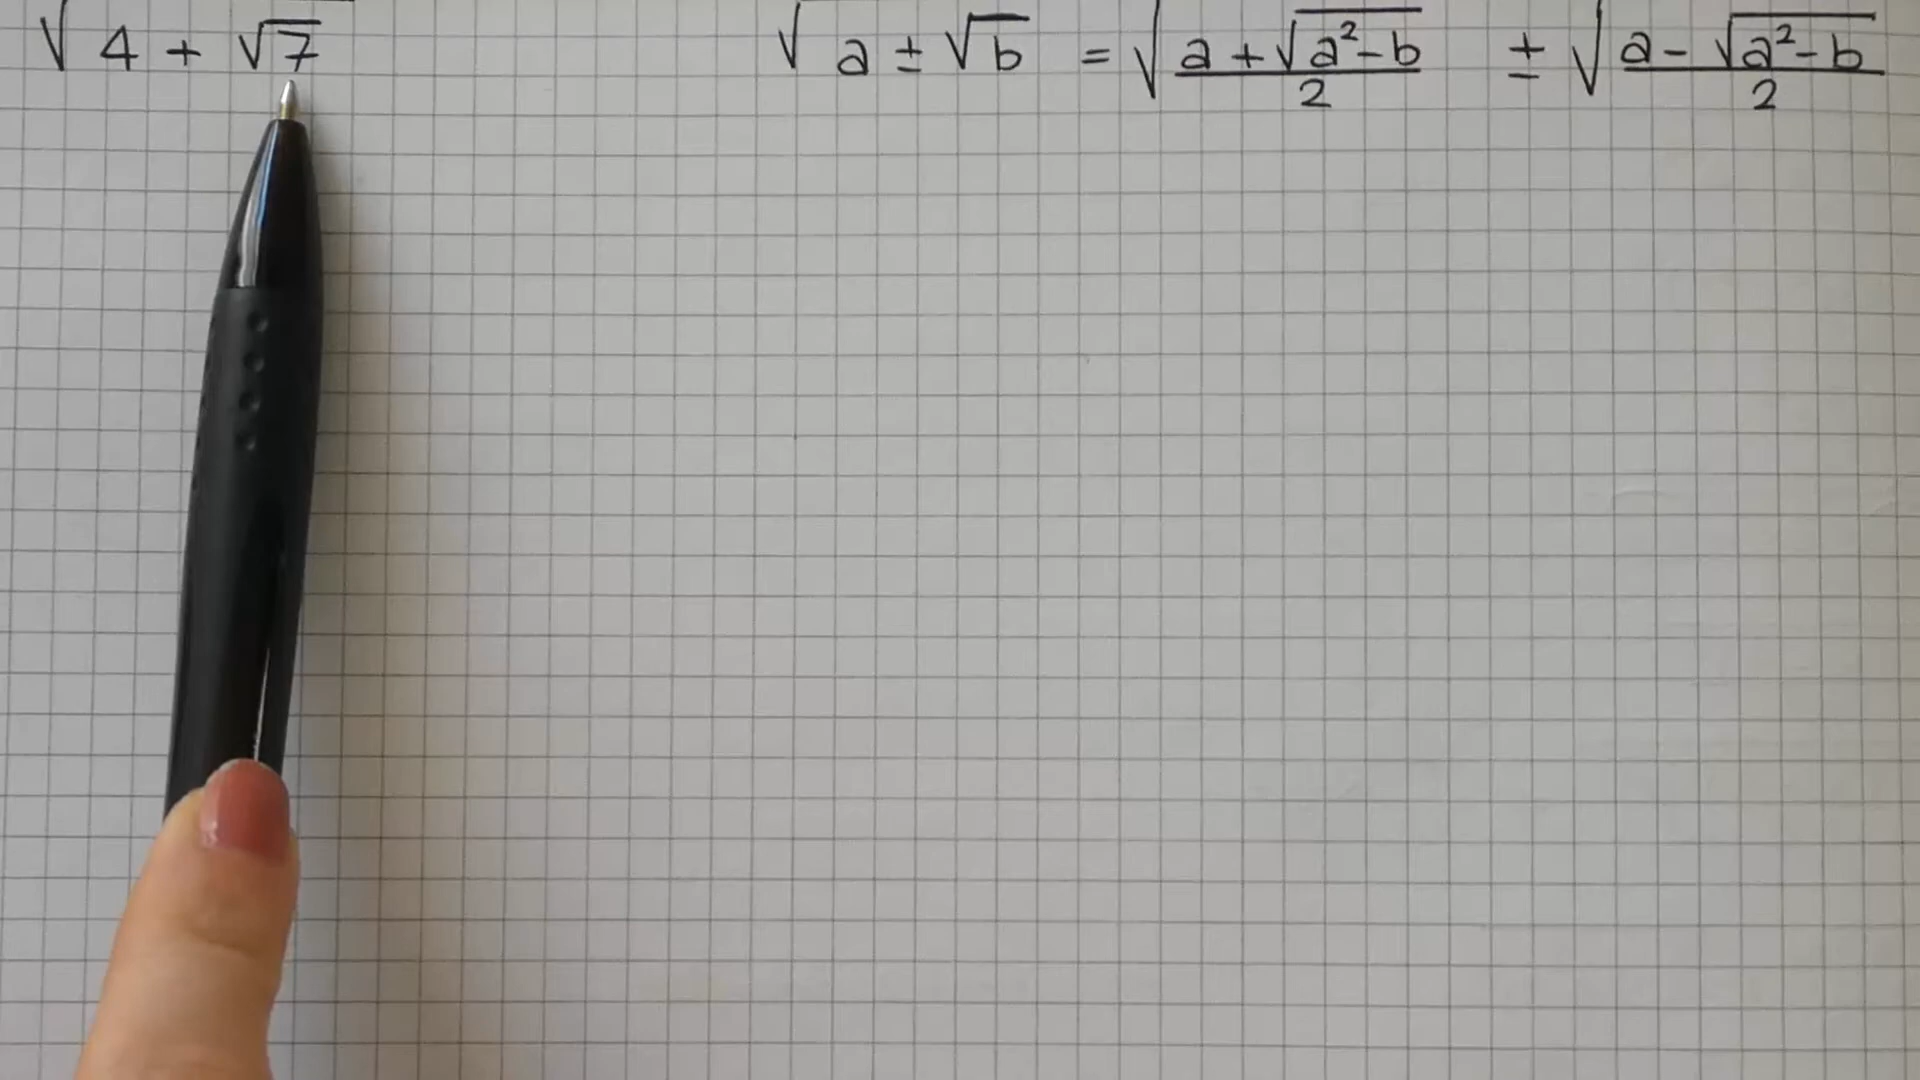 √(4 + √7)    √(a ± √b) = √((a + √(a² - b))/2) ± √((a - √(a² - b))/2)